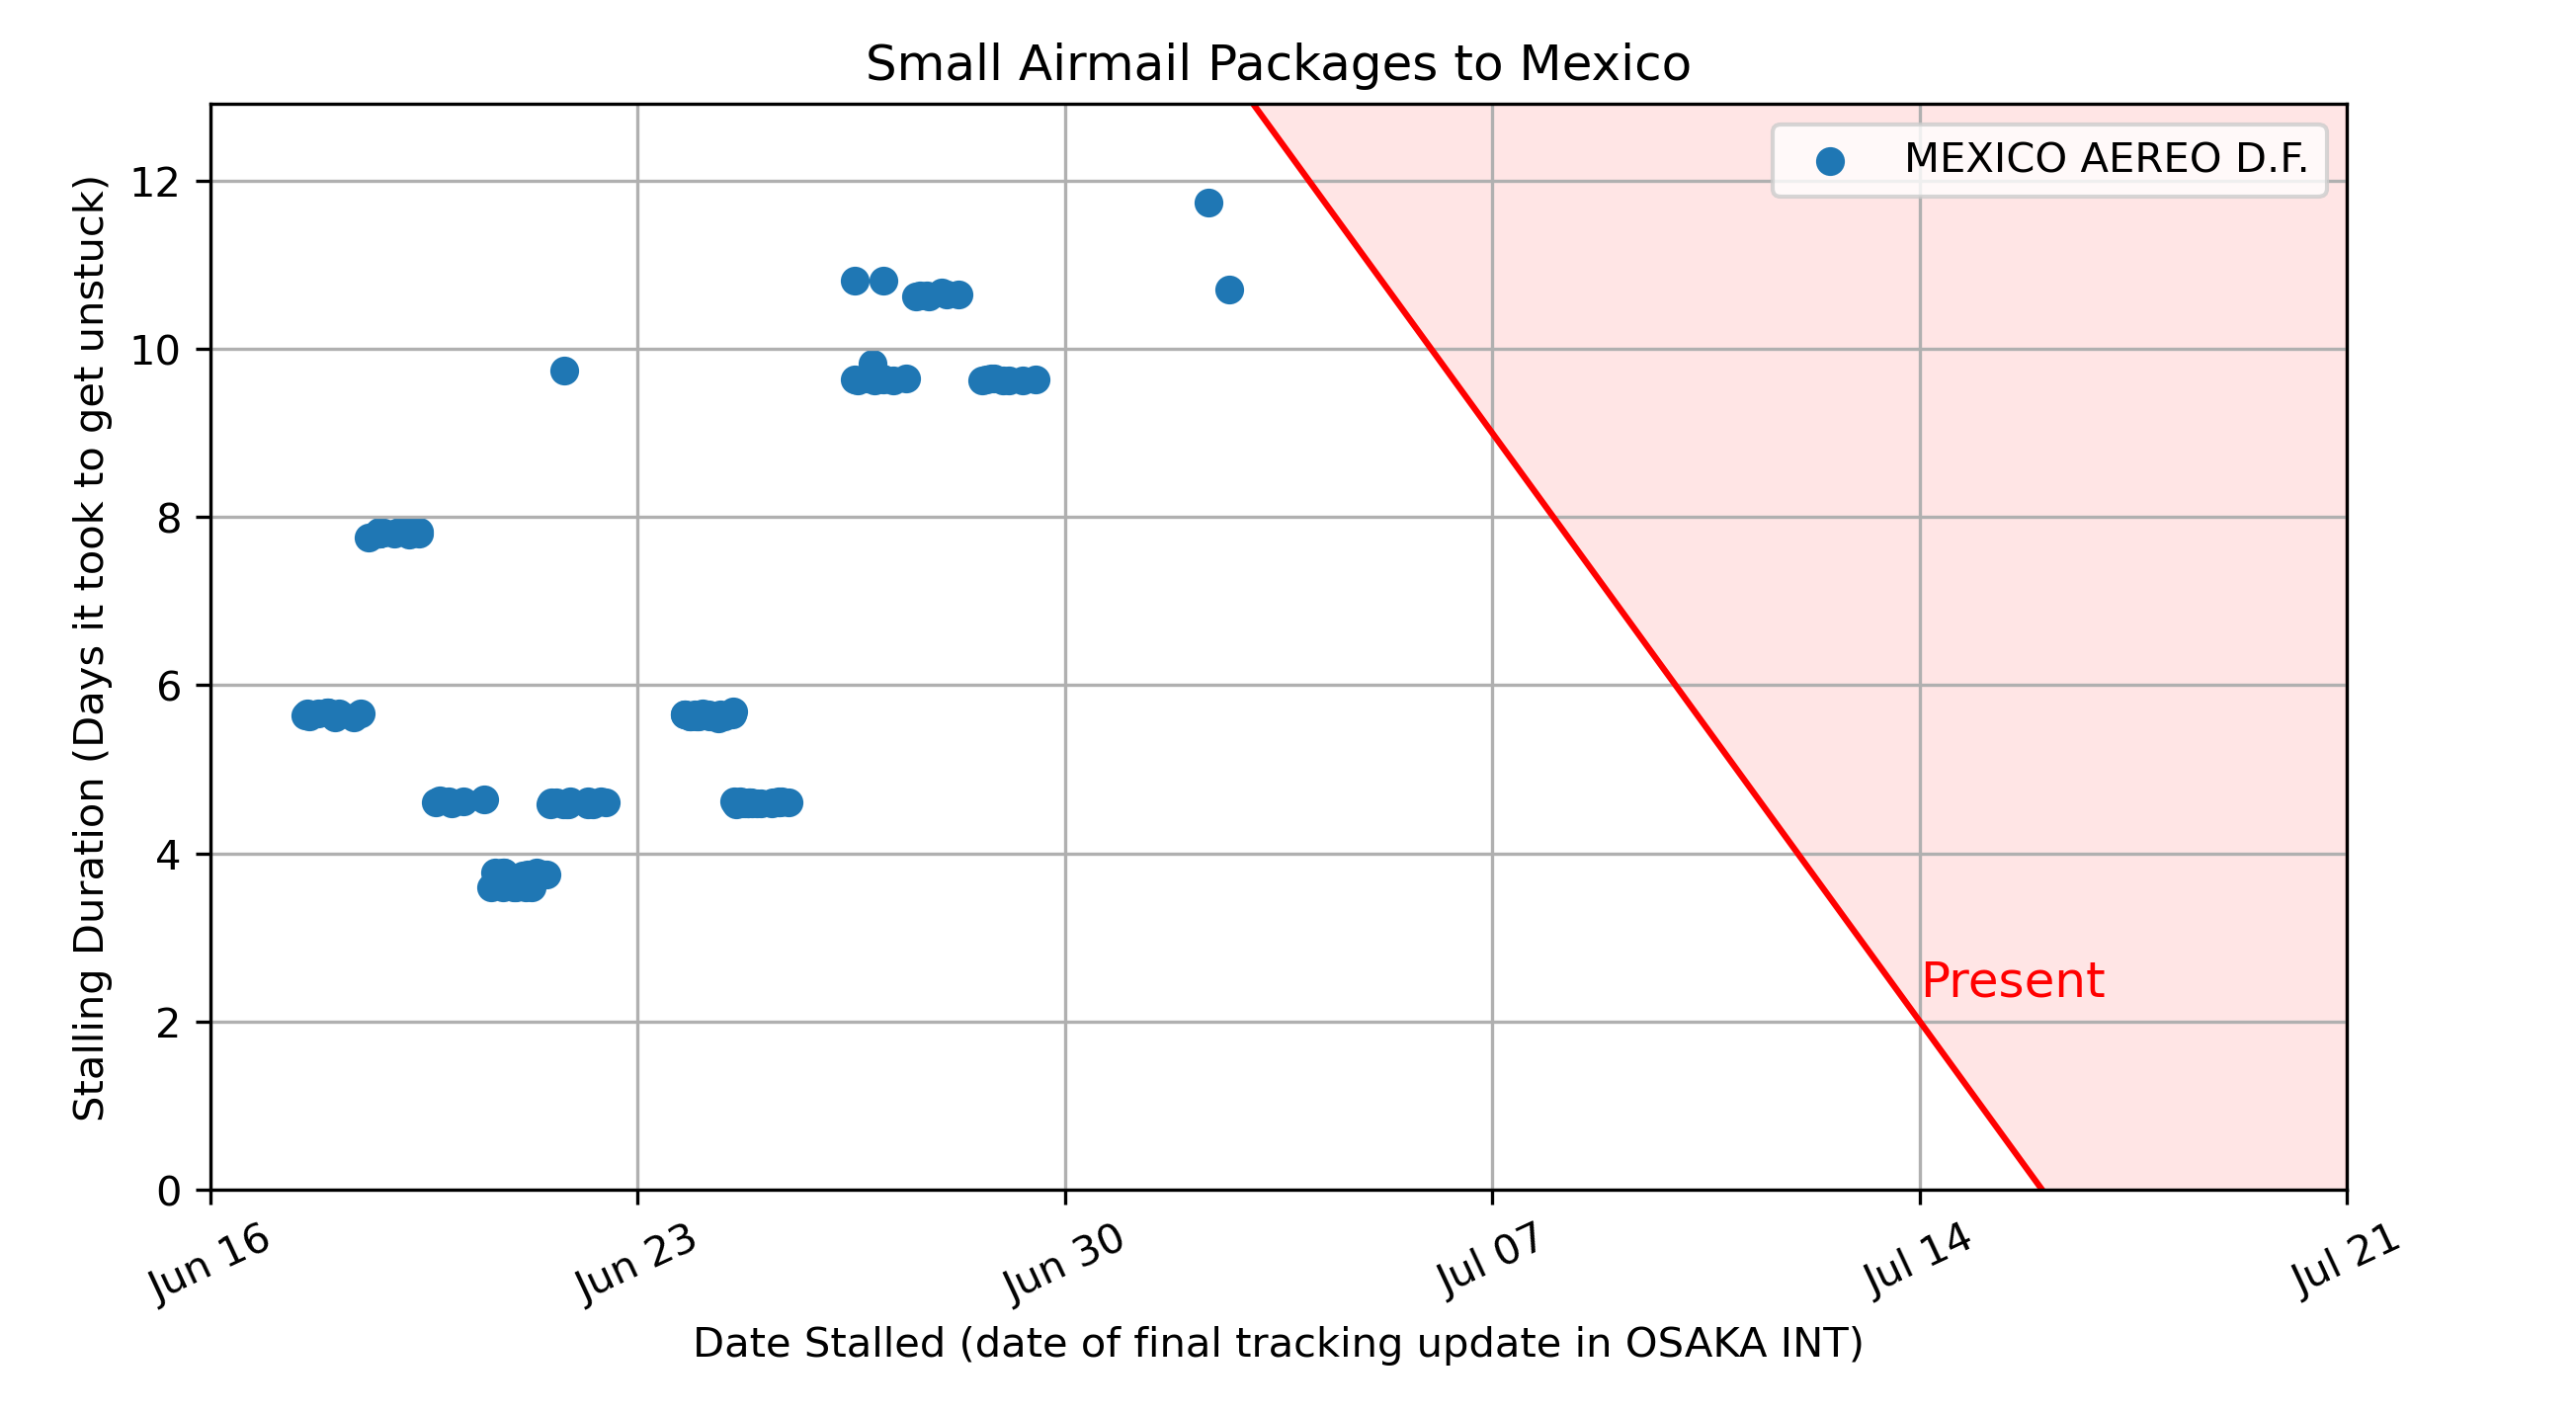 Small Airmail Packages to Mexico
MEXICO AEREO D.F.
Stalling Duration (Days it took to get unstuck)
12
10
8
6
4
2
0
Present
Jun 16
Jun 23
Jun 30
Jul 07
Jul 14
Jul 21
Date Stalled (date of final tracking update in OSAKA INT)